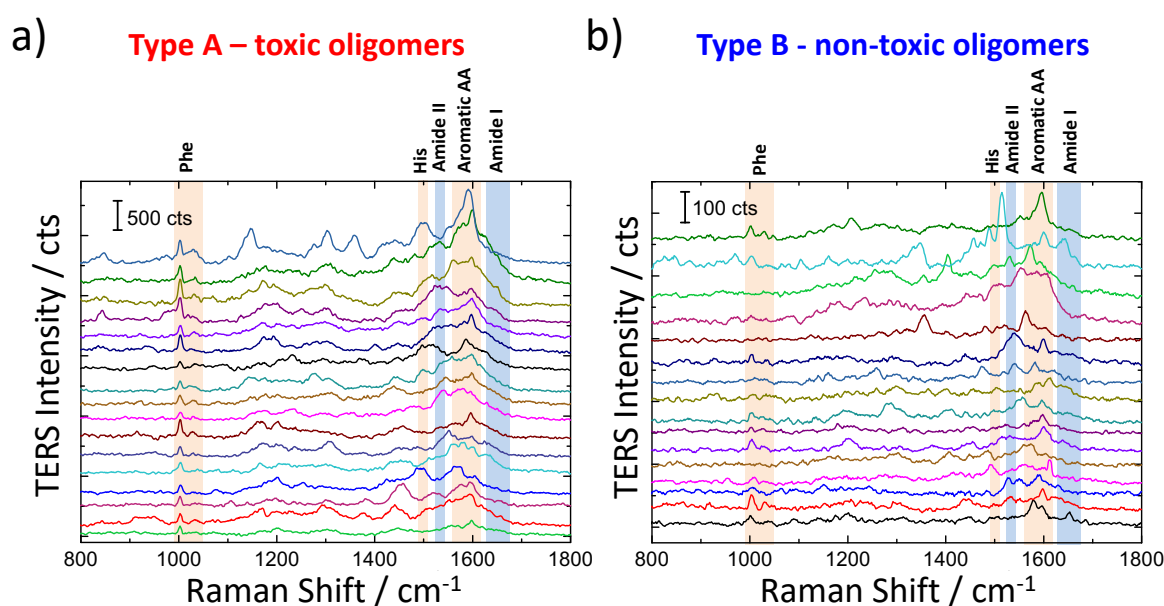 a)
Type A – toxic oligomers
Phe
His
Amide II
Aromatic AA
Amide I
500 cts
TERS Intensity / cts
800 1000 1200 1400 1600 1800
Raman Shift / cm-1
b)
Type B - non-toxic oligomers
Phe
His
Amide II
Aromatic AA
Amide I
100 cts
TERS Intensity / cts
800 1000 1200 1400 1600 1800
Raman Shift / cm-1